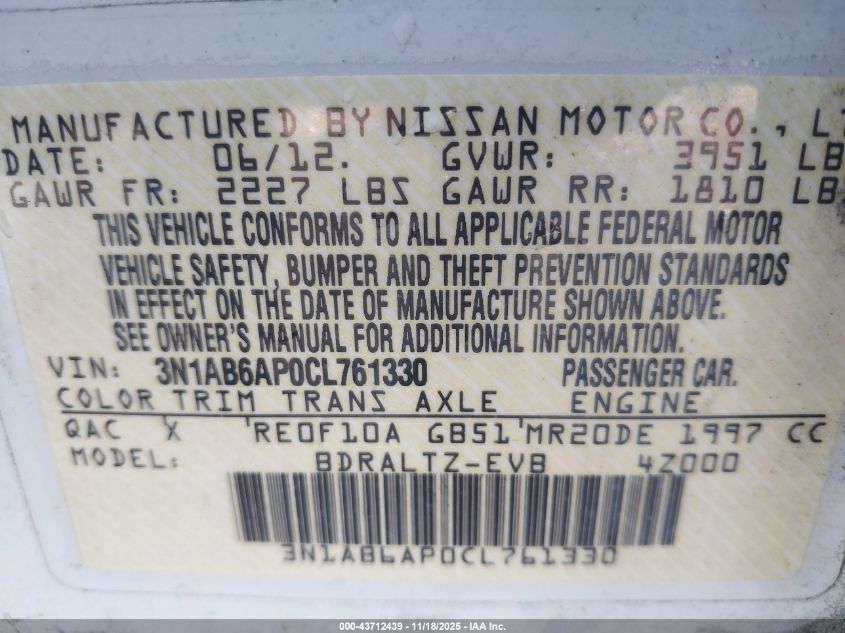 MANUFACTURED BY NISSAN MOTOR CO., LT
DATE: 06/12. GVWR: 3951 LB
GAWR FR: 2227 LBS GAWR RR: 1810 LB
THIS VEHICLE CONFORMS TO ALL APPLICABLE FEDERAL MOTOR
VEHICLE SAFETY, BUMPER AND THEFT PREVENTION STANDARDS
IN EFFECT ON THE DATE OF MANUFACTURE SHOWN ABOVE.
SEE OWNER'S MANUAL FOR ADDITIONAL INFORMATION.
VIN: 3N1AB6AP0CL761330 PASSENGER CAR.
COLOR TRIM TRANS AXLE ENGINE
QAC X RE0F10A GB51 MR20DE 1997 CC
MODEL: BDRALTZ-EVB 4Z000
3N1AB6AP0CL761330
000-43712439 - 11/18/2025 - IAA Inc.